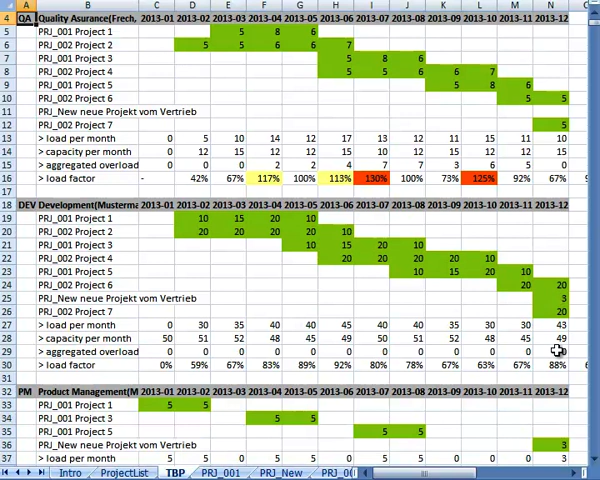 A B C D E F G H I J K L M N
4 QA Quality Asurance(Frech, 2013-01 2013-02 2013-03 2013-04 2013-05 2013-06 2013-07 2013-08 2013-09 2013-10 2013-11 2013-12
5 PRJ_001 Project 1 5 8 6
6 PRJ_002 Project 2 5 5 6 6 7
7 PRJ_001 Project 3 5 8 6
8 PRJ_002 Project 4 5 5 6 6 7
9 PRJ_001 Project 5 5 8 6
10 PRJ_002 Project 6 5 5
11 PRJ_New neue Projekt vom Vertrieb
12 PRJ_002 Project 7 5
13 > load per month 0 5 10 14 12 17 13 12 11 15 11 10
14 > capacity per month 0 12 15 12 12 15 10 12 15 12 12 15
15 > aggregated overload 0 0 0 2 2 4 7 7 3 6 5 0
16 > load factor - 42% 67% 117% 100% 113% 130% 100% 73% 125% 92% 67%
17
18 DEV Development(Musterma 2013-01 2013-02 2013-03 2013-04 2013-05 2013-06 2013-07 2013-08 2013-09 2013-10 2013-11 2013-12
19 PRJ_001 Project 1 10 15 20 10
20 PRJ_002 Project 2 20 20 20 20 10
21 PRJ_001 Project 3 10 15 20 10
22 PRJ_002 Project 4 20 20 20 20 10
23 PRJ_001 Project 5 10 15 20 10
24 PRJ_002 Project 6 20 20
25 PRJ_New neue Projekt vom Vertrieb 3
26 PRJ_002 Project 7 20
27 > load per month 0 30 35 40 40 45 40 40 35 30 30 43
28 > capacity per month 50 51 52 48 45 49 50 51 52 48 45 49
29 > aggregated overload 0 0 0 0 0 0 0 0 0 0 0
30 > load factor 0% 59% 67% 83% 89% 92% 80% 78% 67% 63% 67% 88%
31
32 PM Product Management(M 2013-01 2013-02 2013-03 2013-04 2013-05 2013-06 2013-07 2013-08 2013-09 2013-10 2013-11 2013-12
33 PRJ_001 Project 1 5 5
34 PRJ_001 Project 3 5 5
35 PRJ_001 Project 5 5 5
36 PRJ_New neue Projekt vom Vertrieb 3
37 > load per month 5 5 0 5 5 0 5 5 0 0 0 3
Intro ProjectList TBP PRJ_001 PRJ_New